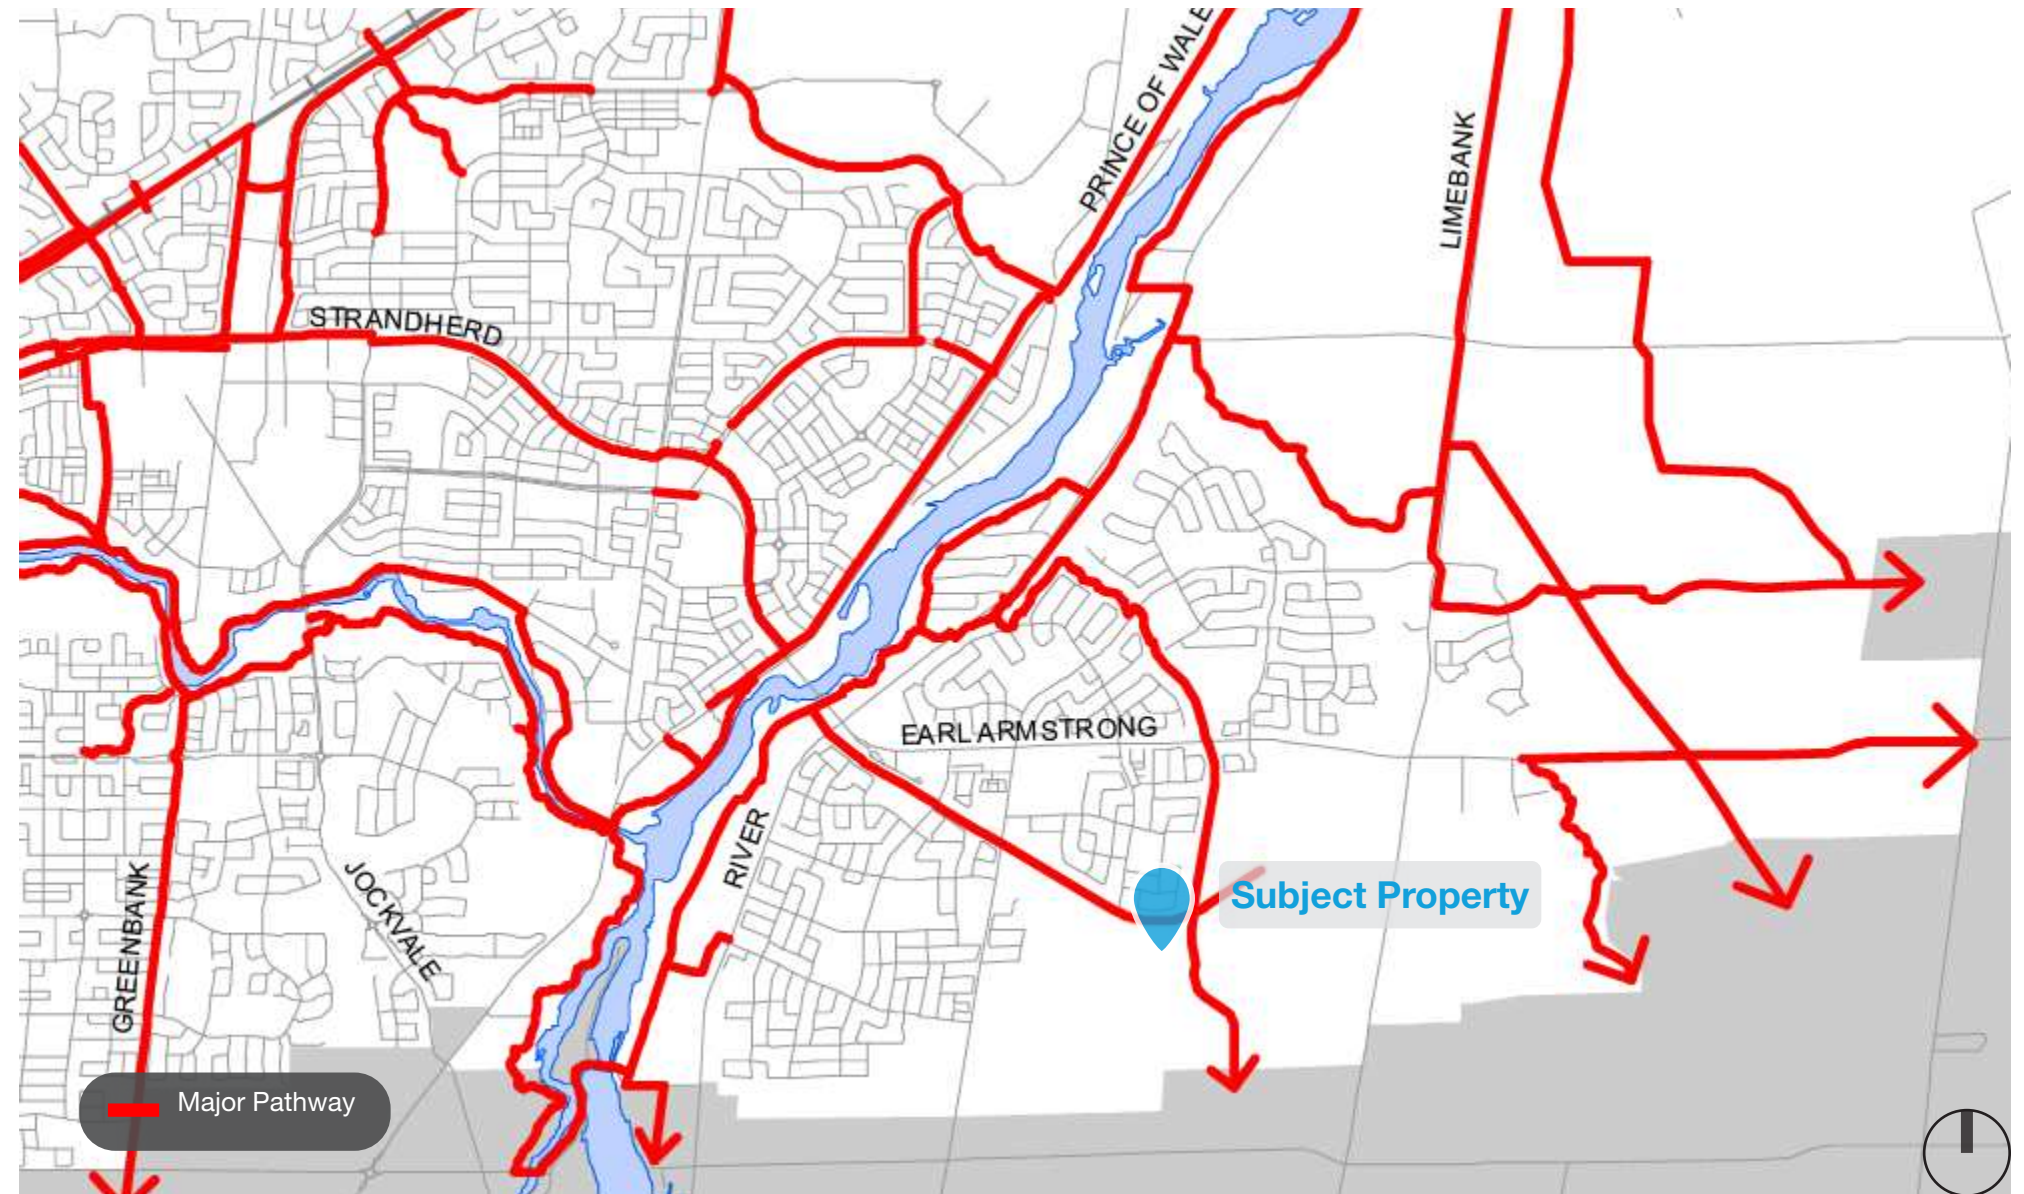 PRINCE OF WALE
LIMEBANK
STRANDHERD
EARL ARMSTRONG
RIVER
Subject Property
JOCKVALE
GREENBANK
Major Pathway